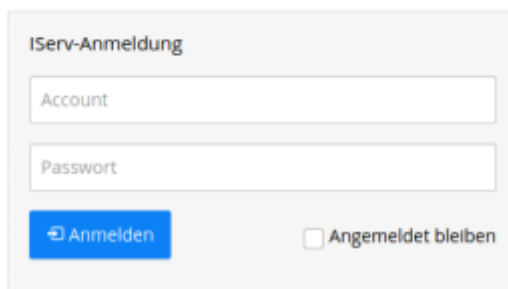 IServ-Anmeldung
Account
Passwort
Anmelden
Angemeldet bleiben